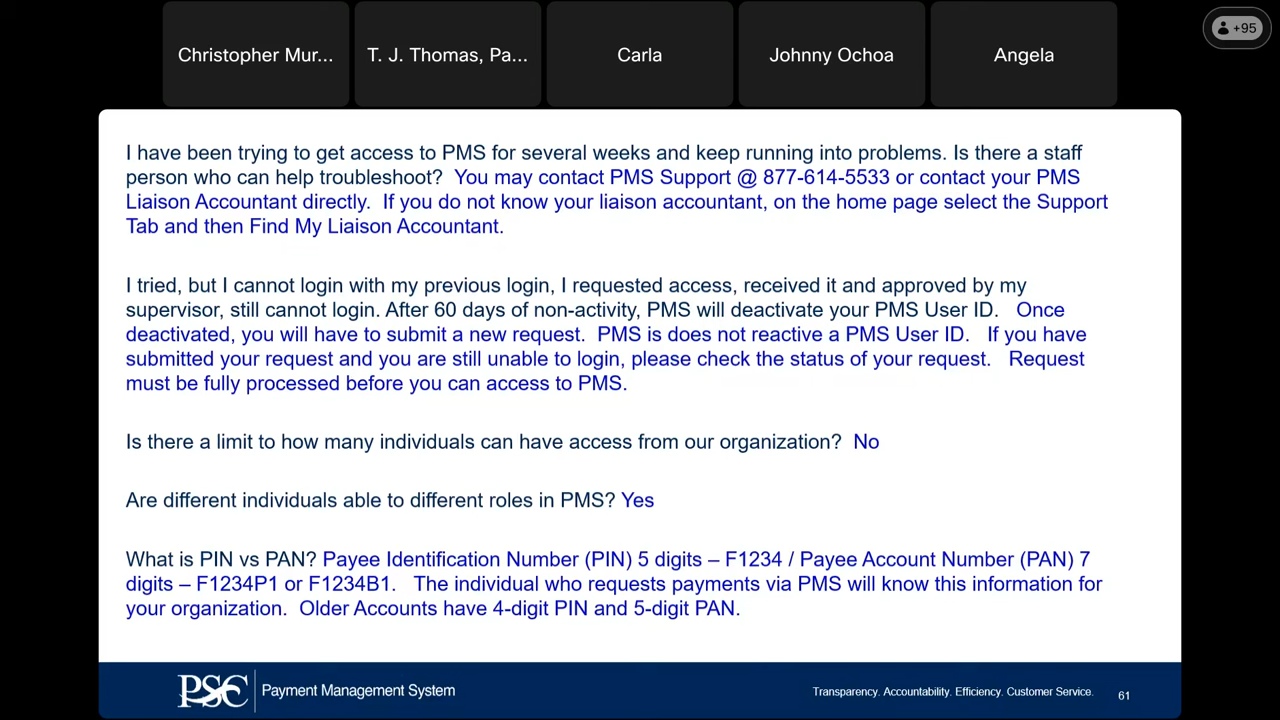 Christopher Mur...
T. J. Thomas, Pa...
Carla
Johnny Ochoa
Angela
+95
I have been trying to get access to PMS for several weeks and keep running into problems. Is there a staff
person who can help troubleshoot?  You may contact PMS Support @ 877-614-5533 or contact your PMS
Liaison Accountant directly.  If you do not know your liaison accountant, on the home page select the Support
Tab and then Find My Liaison Accountant.
I tried, but I cannot login with my previous login, I requested access, received it and approved by my
supervisor, still cannot login. After 60 days of non-activity, PMS will deactivate your PMS User ID.  Once
deactivated, you will have to submit a new request.  PMS is does not reactive a PMS User ID.   If you have
submitted your request and you are still unable to login, please check the status of your request.   Request
must be fully processed before you can access to PMS.
Is there a limit to how many individuals can have access from our organization?  No
Are different individuals able to different roles in PMS? Yes
What is PIN vs PAN? Payee Identification Number (PIN) 5 digits – F1234 / Payee Account Number (PAN) 7
digits – F1234P1 or F1234B1.   The individual who requests payments via PMS will know this information for
your organization.  Older Accounts have 4-digit PIN and 5-digit PAN.
PSC Payment Management System
Transparency. Accountability. Efficiency. Customer Service.
61